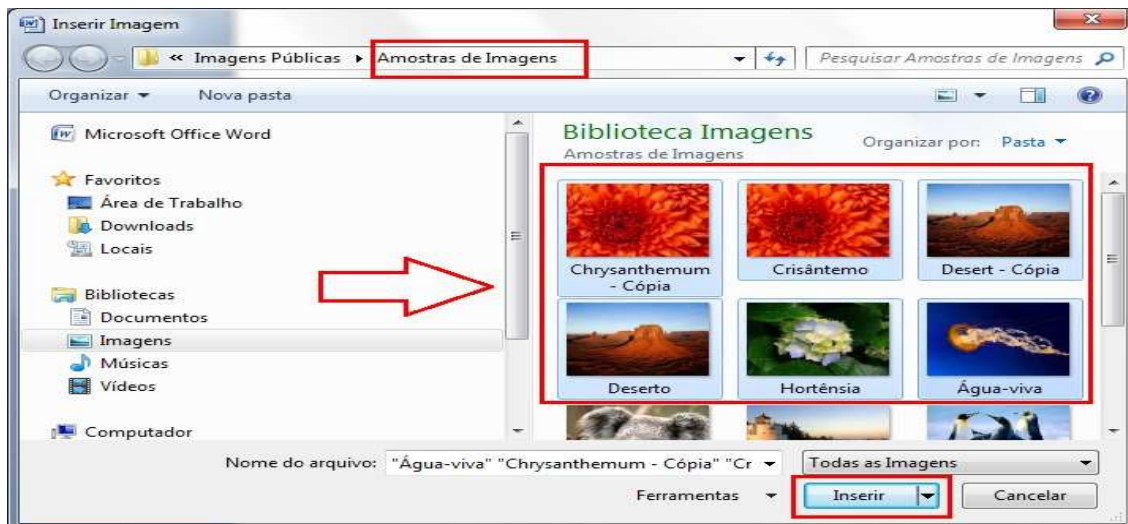 Inserir Imagem
« Imagens Públicas ▸ Amostras de Imagens
Pesquisar Amostras de Imagens
Organizar Nova pasta
Microsoft Office Word
Favoritos
Área de Trabalho
Downloads
Locais
Bibliotecas
Documentos
Imagens
Músicas
Vídeos
Computador
Biblioteca Imagens
Amostras de Imagens
Organizar por: Pasta
Chrysanthemum
- Cópia
Crisântemo
Desert - Cópia
Deserto
Hortênsia
Água-viva
Nome do arquivo: "Água-viva" "Chrysanthemum - Cópia" "Cr
Todas as Imagens
Ferramentas
Inserir
Cancelar